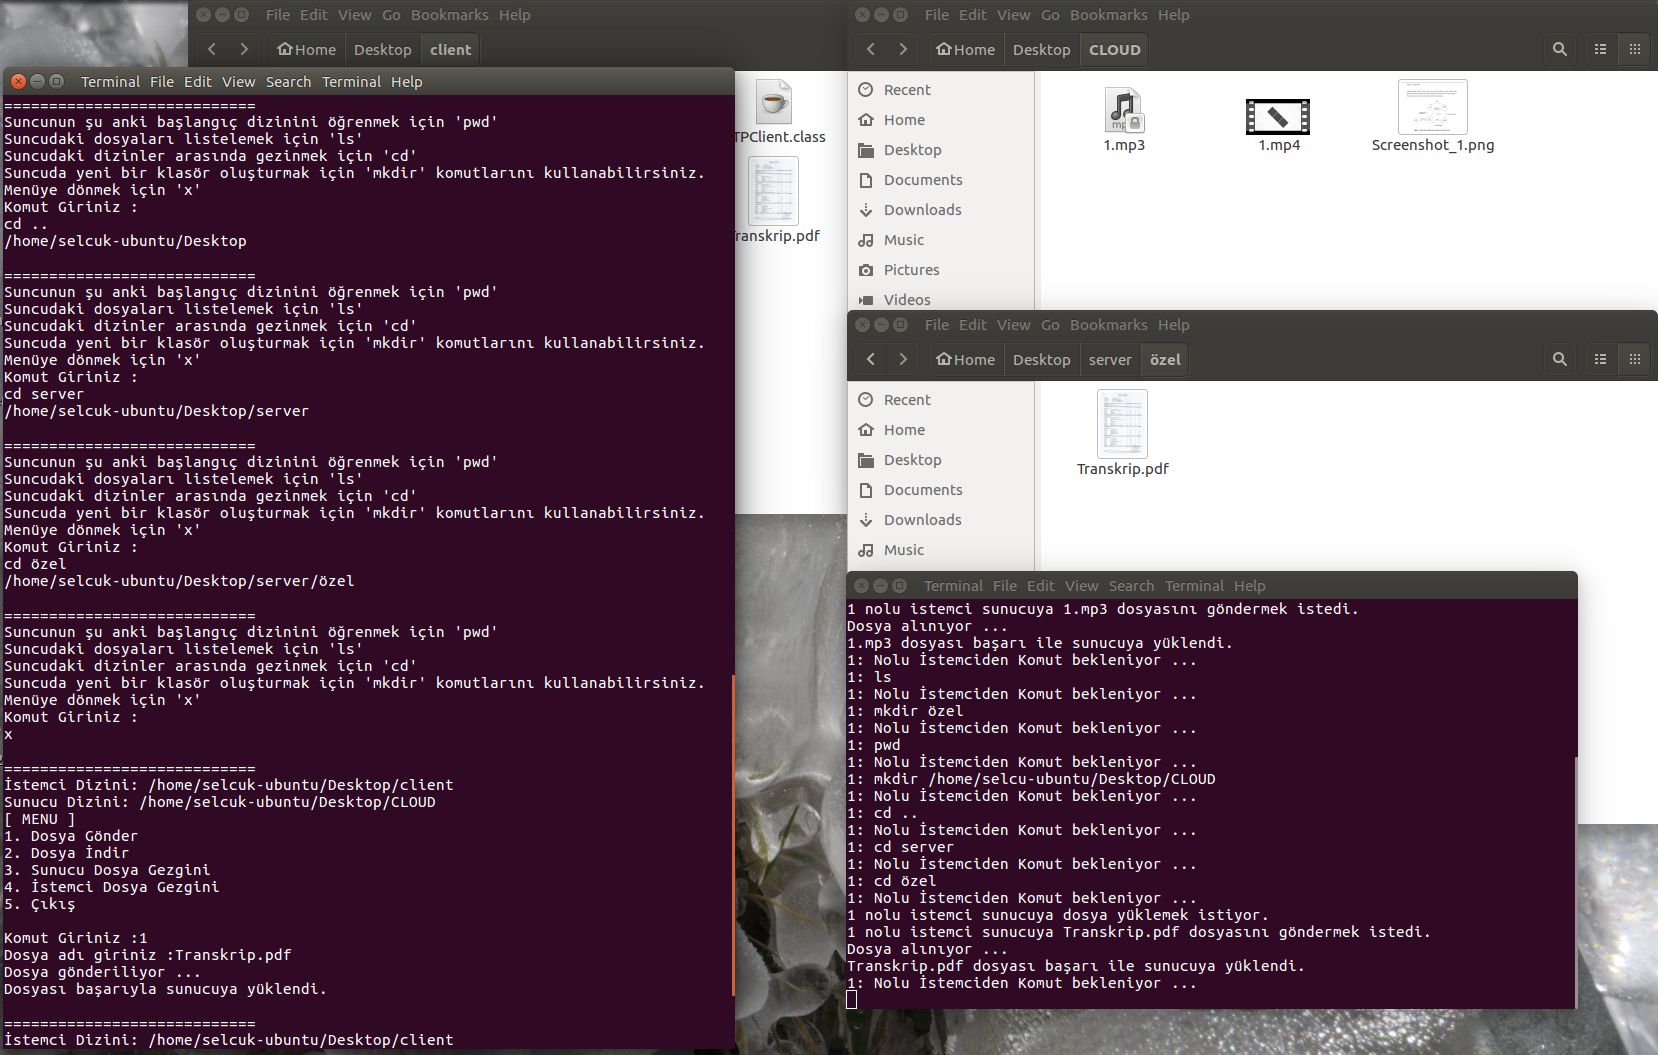 File Edit View Go Bookmarks Help
Home Desktop client
TPClient.class
Transkrip.pdf
Terminal File Edit View Search Terminal Help
============================
Suncunun şu anki başlangıç dizinini öğrenmek için 'pwd'
Suncudaki dosyaları listelemek için 'ls'
Suncudaki dizinler arasında gezinmek için 'cd'
Suncuda yeni bir klasör oluşturmak için 'mkdir' komutlarını kullanabilirsiniz.
Menüye dönmek için 'x'
Komut Giriniz :
cd ..
/home/selcuk-ubuntu/Desktop
============================
Suncunun şu anki başlangıç dizinini öğrenmek için 'pwd'
Suncudaki dosyaları listelemek için 'ls'
Suncudaki dizinler arasında gezinmek için 'cd'
Suncuda yeni bir klasör oluşturmak için 'mkdir' komutlarını kullanabilirsiniz.
Menüye dönmek için 'x'
Komut Giriniz :
cd server
/home/selcuk-ubuntu/Desktop/server
============================
Suncunun şu anki başlangıç dizinini öğrenmek için 'pwd'
Suncudaki dosyaları listelemek için 'ls'
Suncudaki dizinler arasında gezinmek için 'cd'
Suncuda yeni bir klasör oluşturmak için 'mkdir' komutlarını kullanabilirsiniz.
Menüye dönmek için 'x'
Komut Giriniz :
cd özel
/home/selcuk-ubuntu/Desktop/server/özel
============================
Suncunun şu anki başlangıç dizinini öğrenmek için 'pwd'
Suncudaki dosyaları listelemek için 'ls'
Suncudaki dizinler arasında gezinmek için 'cd'
Suncuda yeni bir klasör oluşturmak için 'mkdir' komutlarını kullanabilirsiniz.
Menüye dönmek için 'x'
Komut Giriniz :
x
============================
İstemci Dizini: /home/selcuk-ubuntu/Desktop/client
Sunucu Dizini: /home/selcuk-ubuntu/Desktop/CLOUD
[ MENU ]
1. Dosya Gönder
2. Dosya İndir
3. Sunucu Dosya Gezgini
4. İstemci Dosya Gezgini
5. Çıkış
Komut Giriniz :1
Dosya adı giriniz :Transkrip.pdf
Dosya gönderiliyor ...
Dosyası başarıyla sunucuya yüklendi.
============================
İstemci Dizini: /home/selcuk-ubuntu/Desktop/client
File Edit View Go Bookmarks Help
Home Desktop CLOUD
Recent
Home
Desktop
Documents
Downloads
Music
Pictures
Videos
1.mp3
1.mp4
Screenshot_1.png
File Edit View Go Bookmarks Help
Home Desktop server özel
Recent
Home
Desktop
Documents
Downloads
Music
Transkrip.pdf
Terminal File Edit View Search Terminal Help
1 nolu istemci sunucuya 1.mp3 dosyasını göndermek istedi.
Dosya alınıyor ...
1.mp3 dosyası başarı ile sunucuya yüklendi.
1: Nolu İstemciden Komut bekleniyor ...
1: ls
1: Nolu İstemciden Komut bekleniyor ...
1: mkdir özel
1: Nolu İstemciden Komut bekleniyor ...
1: pwd
1: Nolu İstemciden Komut bekleniyor ...
1: mkdir /home/selcu-ubuntu/Desktop/CLOUD
1: Nolu İstemciden Komut bekleniyor ...
1: cd ..
1: Nolu İstemciden Komut bekleniyor ...
1: cd server
1: Nolu İstemciden Komut bekleniyor ...
1: cd özel
1: Nolu İstemciden Komut bekleniyor ...
1 nolu istemci sunucuya dosya yüklemek istiyor.
1 nolu istemci sunucuya Transkrip.pdf dosyasını göndermek istedi.
Dosya alınıyor ...
Transkrip.pdf dosyası başarı ile sunucuya yüklendi.
1: Nolu İstemciden Komut bekleniyor ...